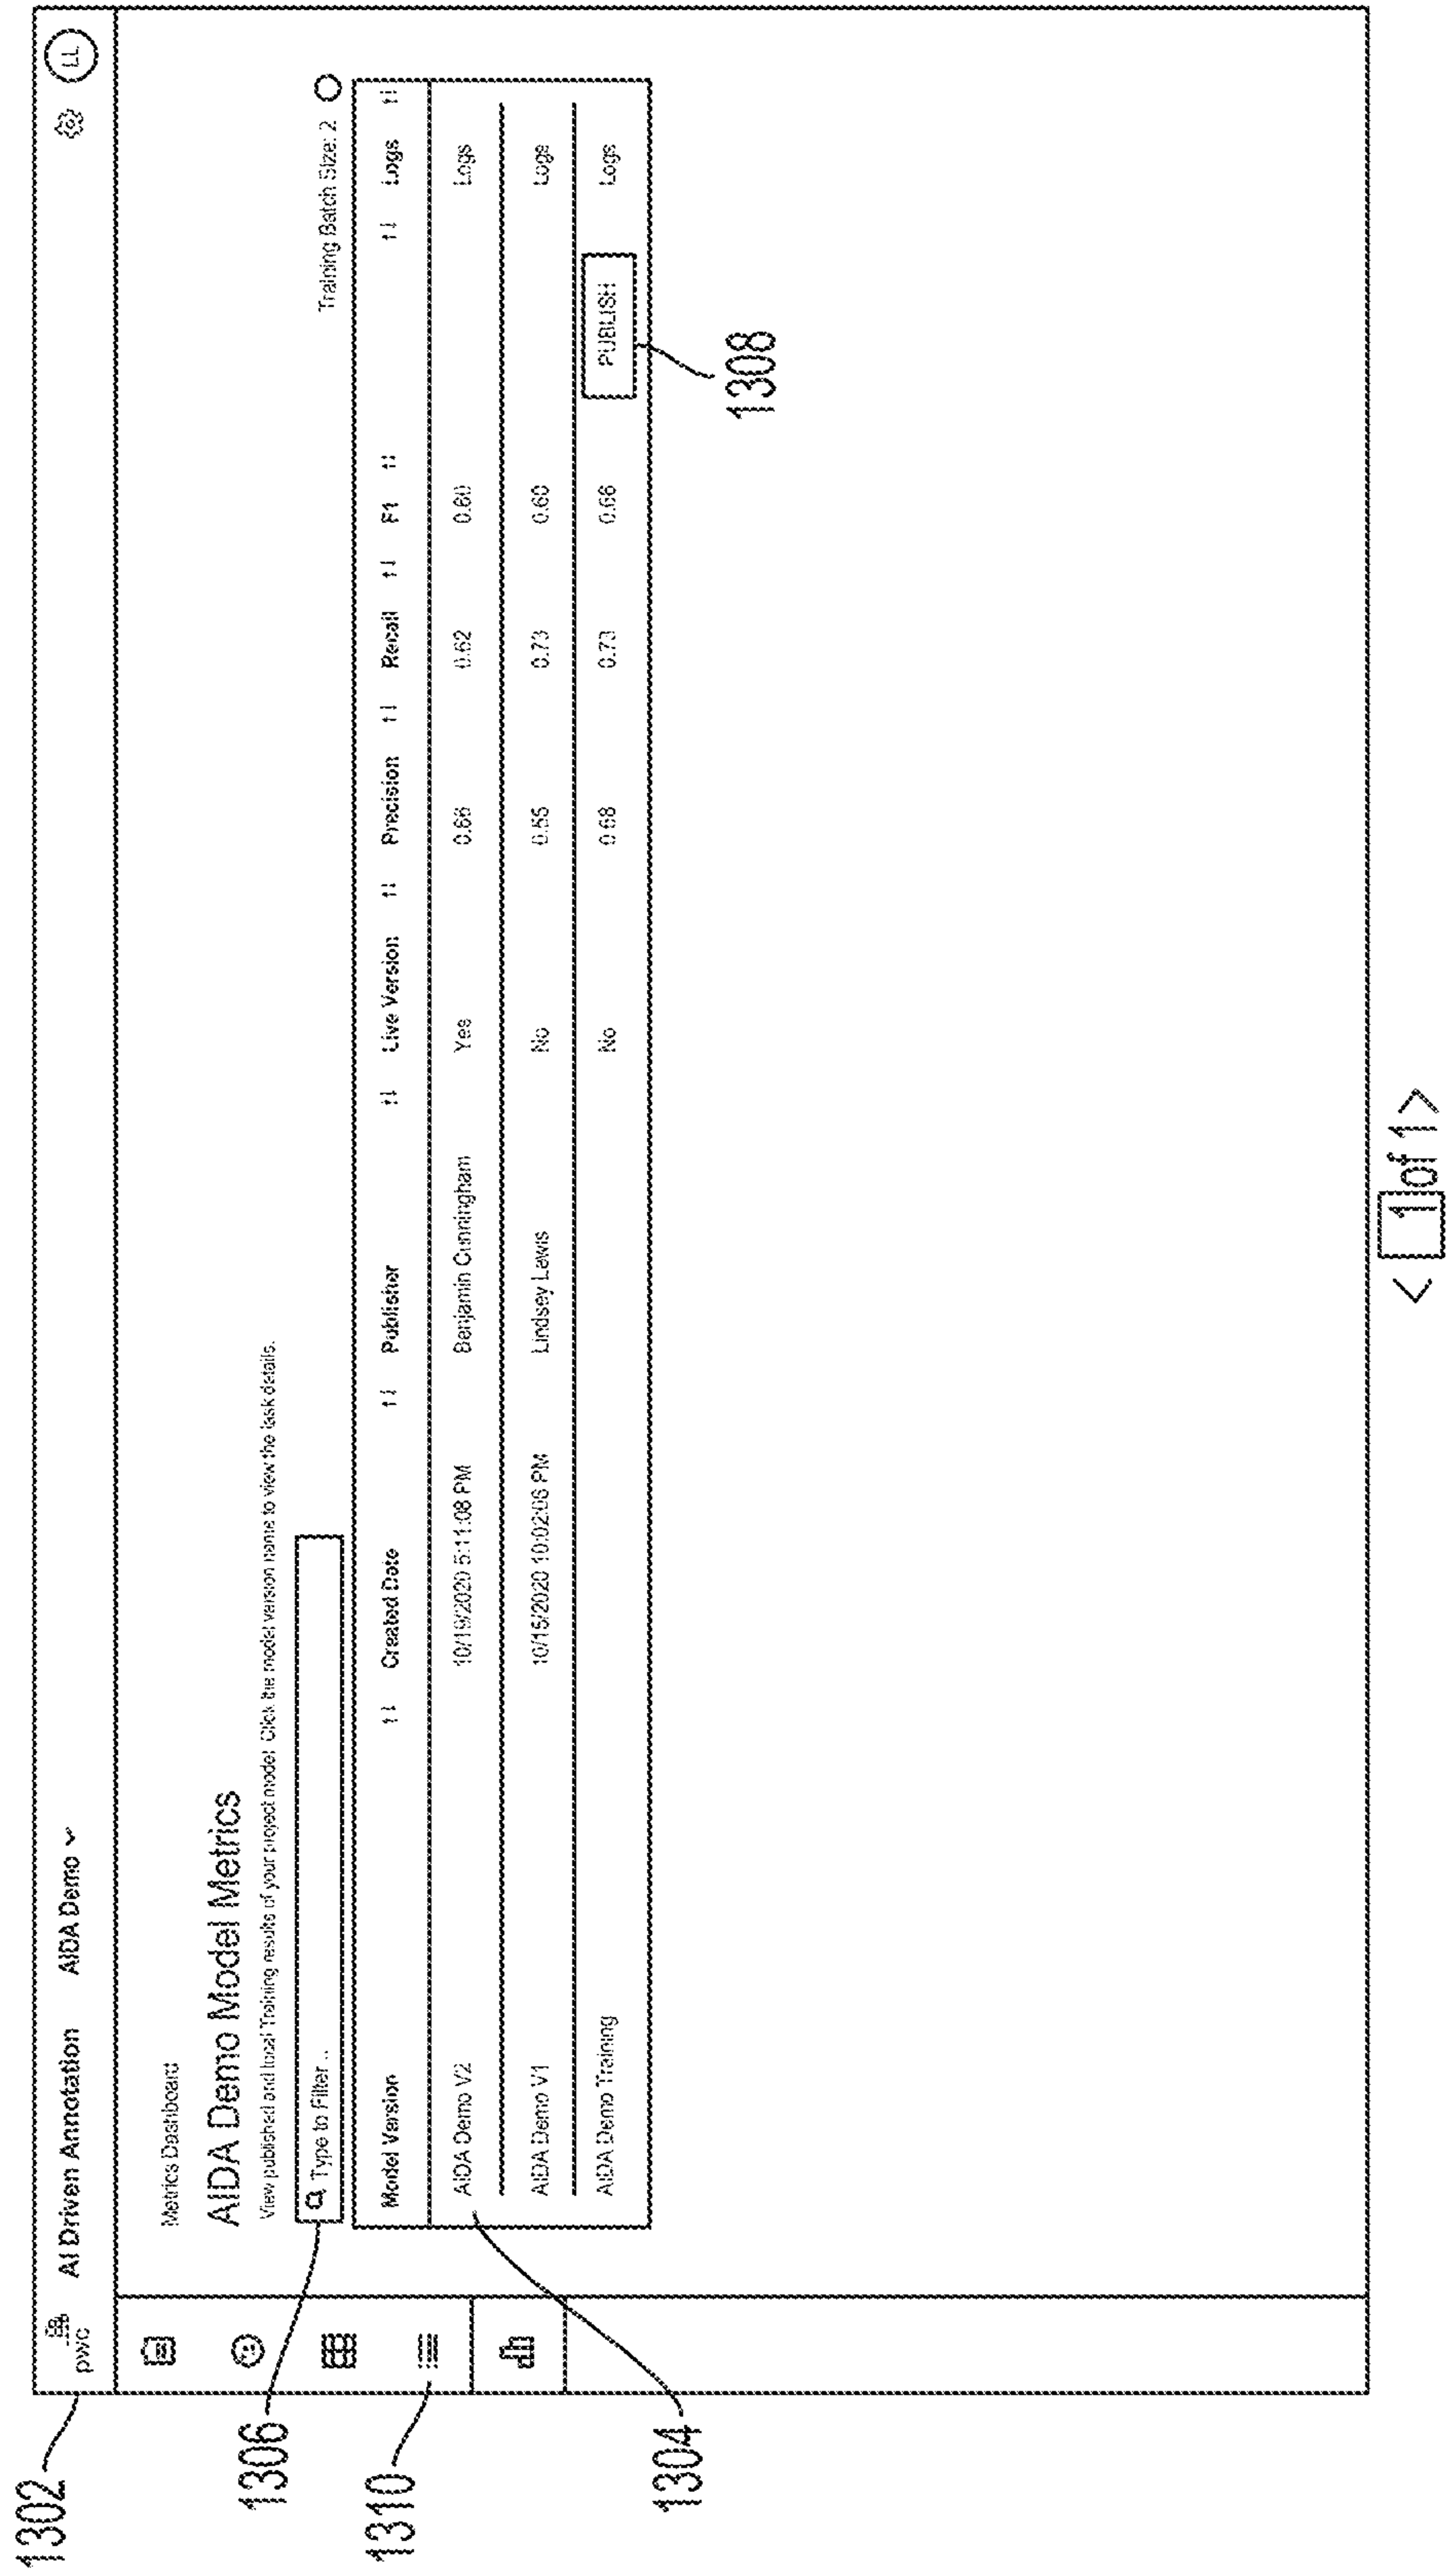 1302
pwc AI Driven Annotation AIDA Demo LL
Metrics Dashboard
AIDA Demo Model Metrics
View published and local Training results of your project model. Click the model version name to view the task details.
1306
Type to Filter .. Training Batch Size: 2
Model Version Created Date Publisher Live Version Precision Recall F1 Logs
1310
AIDA Demo V2 10/19/2020 5:11:08 PM Benjamin Cunningham Yes 0.66 0.62 0.60 Logs
AIDA Demo V1 10/15/2020 10:02:06 PM Lindsey Lewis No 0.55 0.73 0.60 Logs
AIDA Demo Training No 0.68 0.73 0.66 PUBLISH Logs
1304
1308
< 1 of 1 >